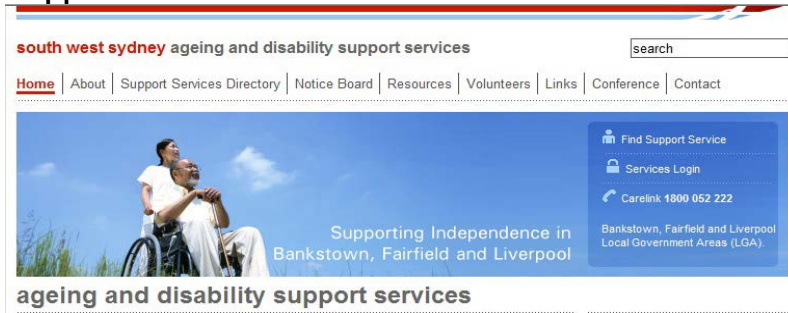 south west sydney ageing and disability support services
search
Home About Support Services Directory Notice Board Resources Volunteers Links Conference Contact
Find Support Service
Services Login
Carelink 1800 052 222
Supporting Independence in
Bankstown, Fairfield and Liverpool
Bankstown, Fairfield and Liverpool
Local Government Areas (LGA).
ageing and disability support services